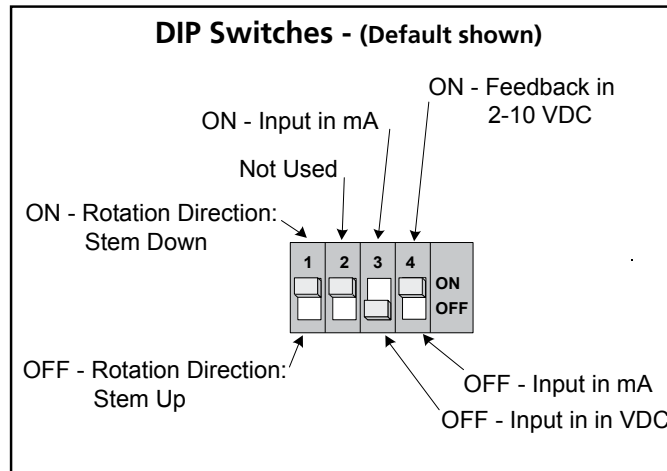 DIP Switches - (Default shown)
ON - Feedback in
2-10 VDC
ON - Input in mA
Not Used
ON - Rotation Direction:
Stem Down
1 2 3 4
ON
OFF
OFF - Rotation Direction:
Stem Up
OFF - Input in mA
OFF - Input in in VDC